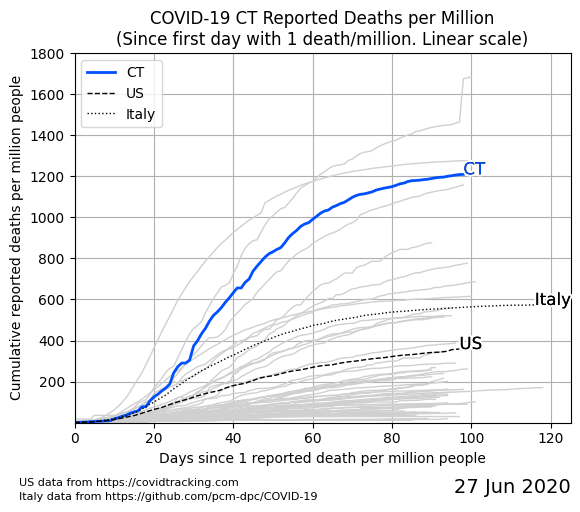 COVID-19 CT Reported Deaths per Million
(Since first day with 1 death/million. Linear scale)
Cumulative reported deaths per million people
1800
1600
1400
1200
1000
800
600
400
200
CT
US
Italy
CT
Italy
US
0 20 40 60 80 100 120
Days since 1 reported death per million people
US data from https://covidtracking.com
Italy data from https://github.com/pcm-dpc/COVID-19
27 Jun 2020